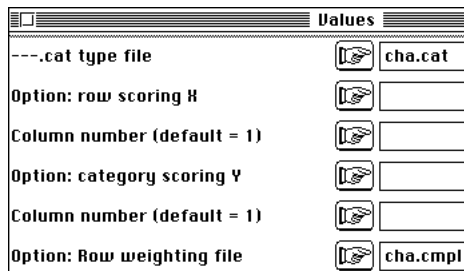 Values
---.cat type file cha.cat
Option: row scoring X
Column number (default = 1)
Option: category scoring Y
Column number (default = 1)
Option: Row weighting file cha.cmpl